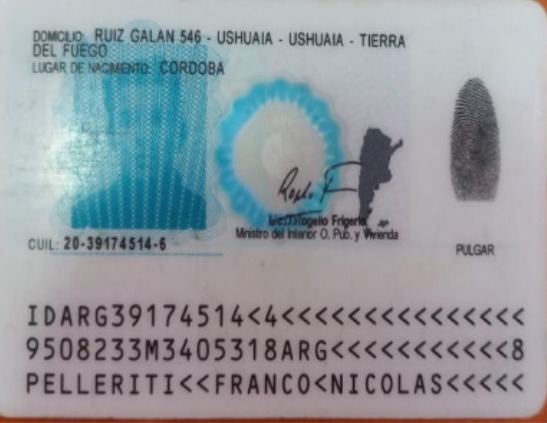 DOMICILIO: RUIZ GALAN 546 - USHUAIA - USHUAIA - TIERRA
DEL FUEGO
LUGAR DE NACIMIENTO: CORDOBA
Lic. Rogelio Frigerio
Ministro del Interior O. Pub. y Vivienda
CUIL: 20-39174514-6
PULGAR
IDARG39174514<4<<<<<<<<<<<<<<<
9508233M3405318ARG<<<<<<<<<<<8
PELLERITI<<FRANCO<NICOLAS<<<<<